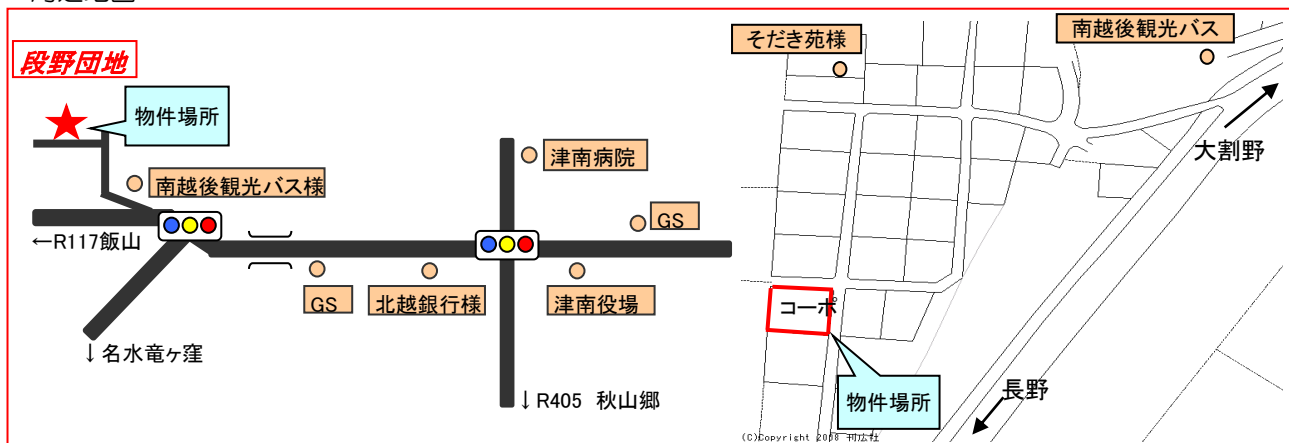 段野団地
物件場所
南越後観光バス様
←R117飯山
↓名水竜ヶ窪
GS
北越銀行様
津南病院
GS
津南役場
↓R405 秋山郷
そだき苑様
南越後観光バス
大割野
コーポ
物件場所
長野
(C)Copyright 2008 刊広社